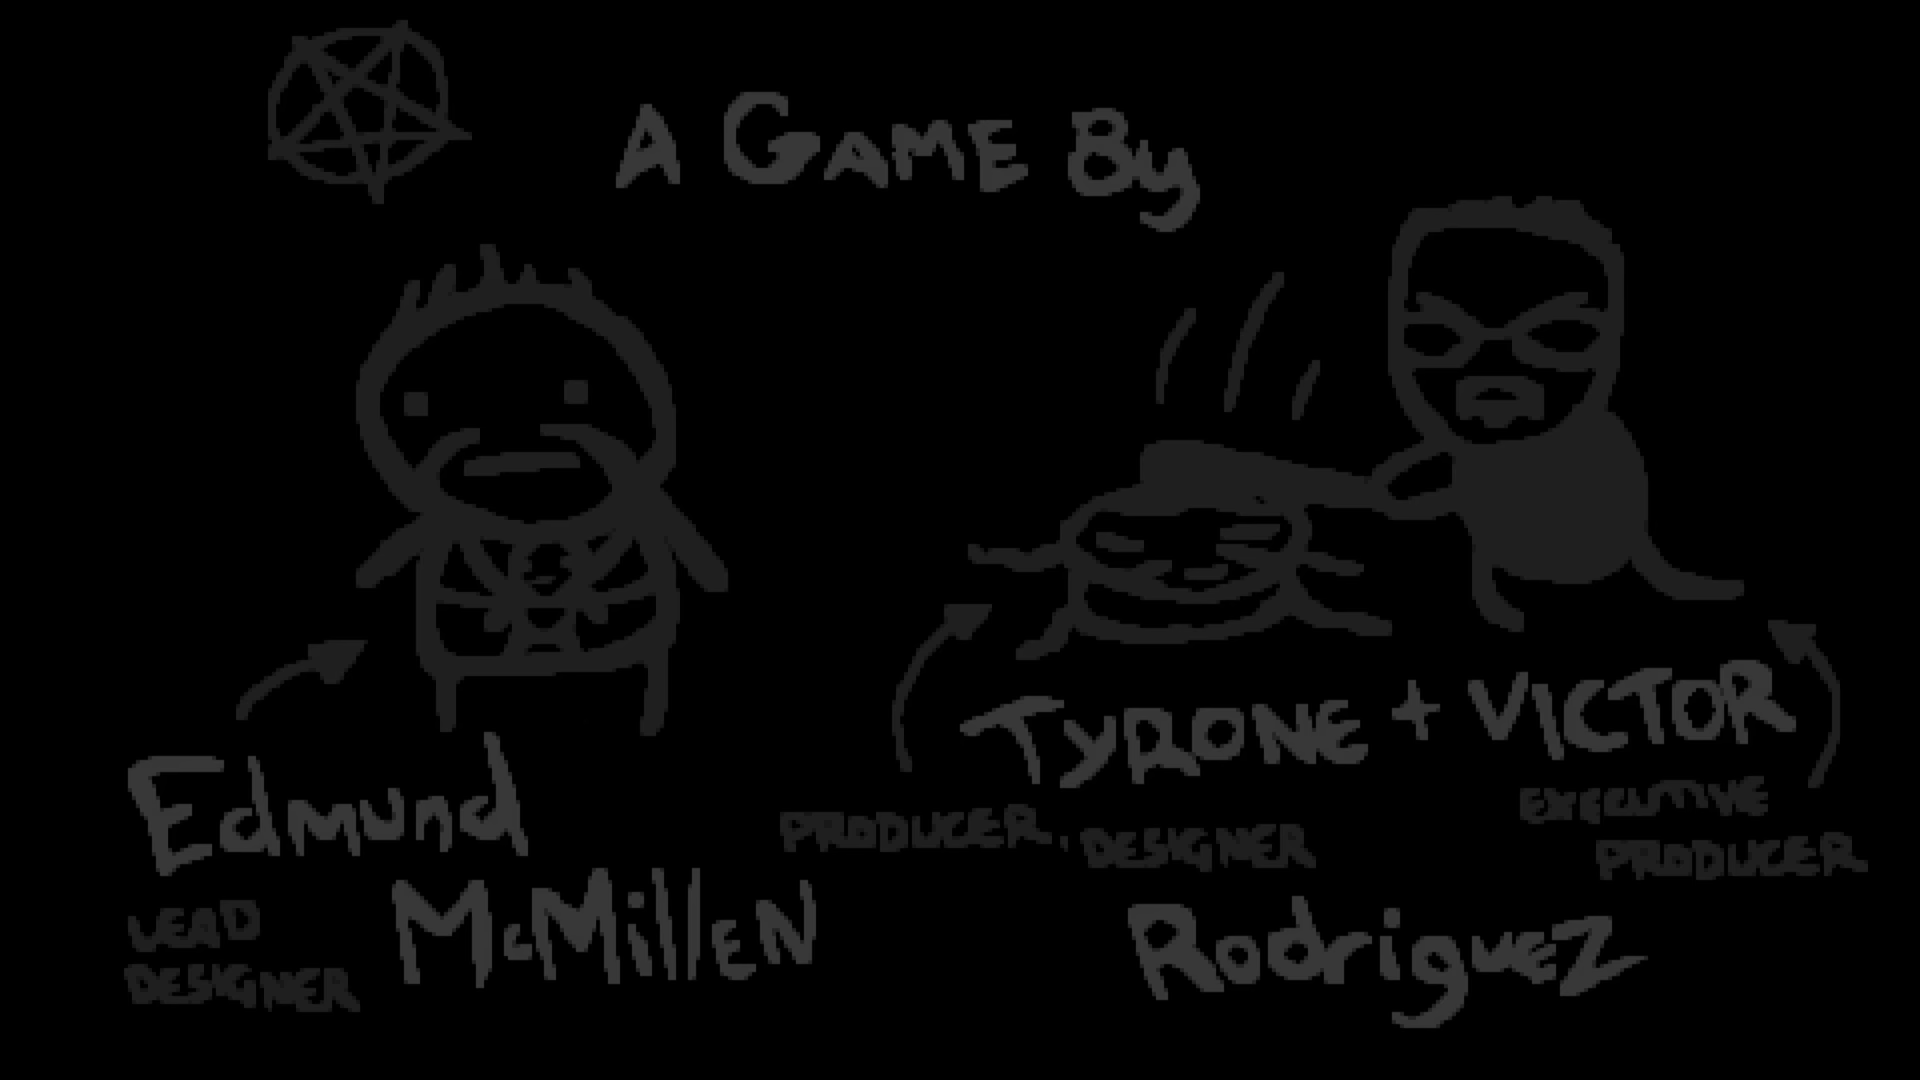 A GAME By
Edmund
McMillEN
LEAD
DESIGNER
TYRONE + VICTOR
PRODUCER, DESIGNER
EXECUTIVE
PRODUCER
RodrigueZ